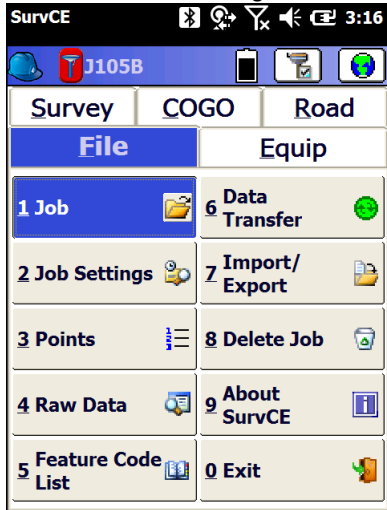 SurvCE 3:16
J105B
Survey COGO Road
File Equip
1 Job
6 Data
Transfer
2 Job Settings
7 Import/
Export
3 Points
8 Delete Job
4 Raw Data
9 About
SurvCE
5 Feature Code
List
0 Exit